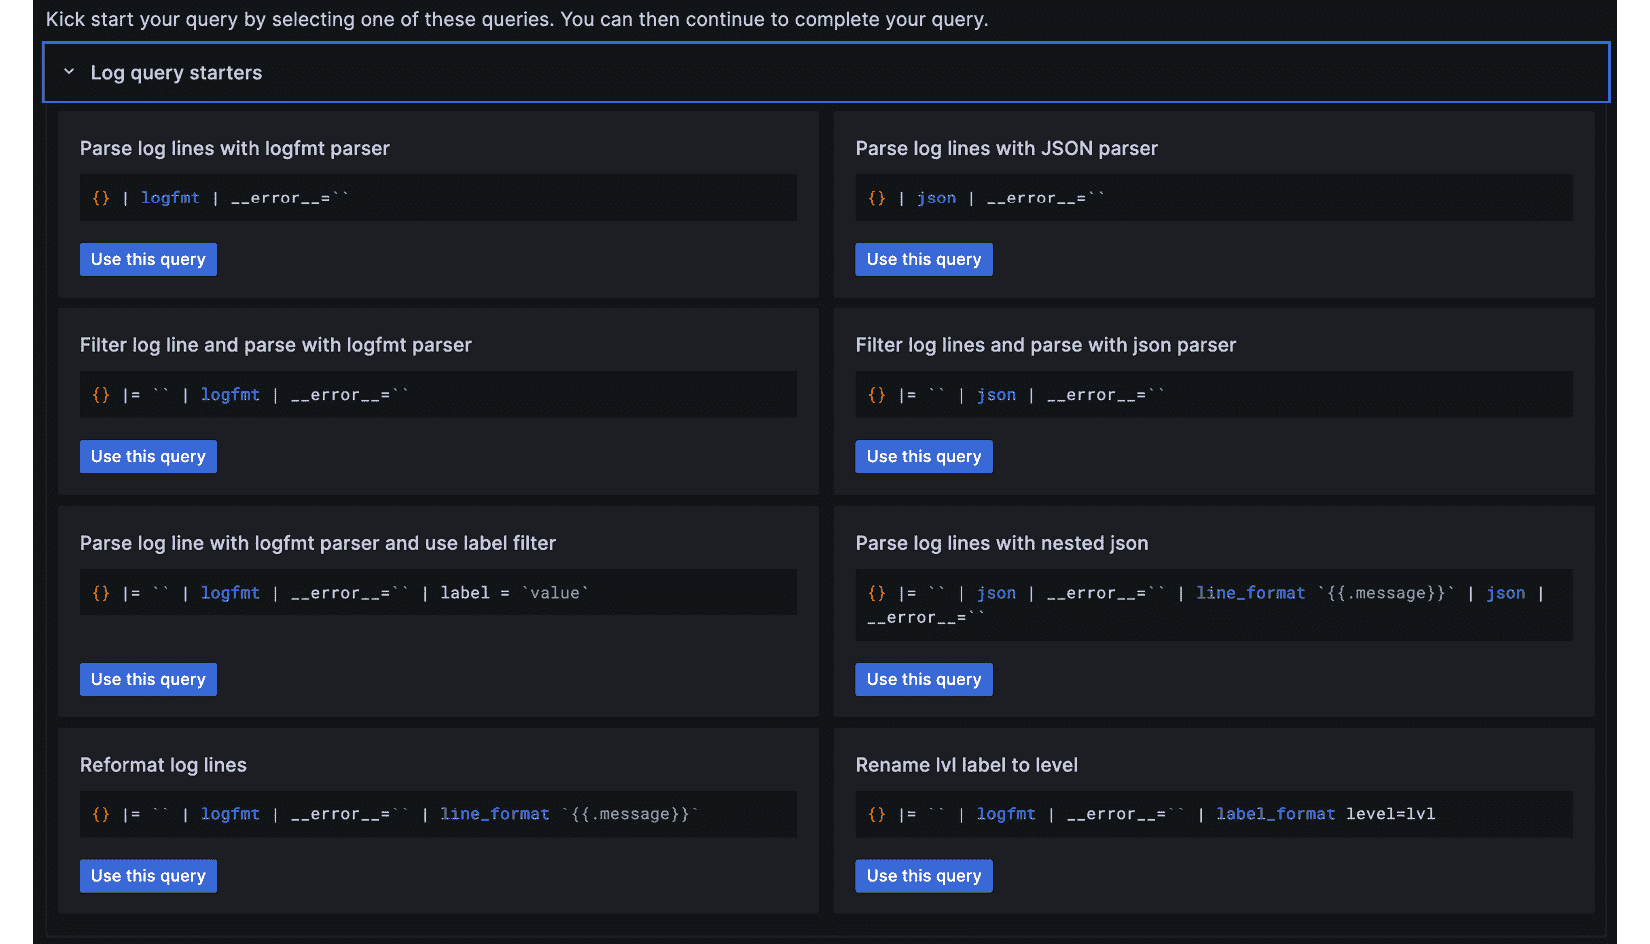 Kick start your query by selecting one of these queries. You can then continue to complete your query.
Log query starters
Parse log lines with logfmt parser
{} | logfmt | __error__=``
Use this query
Parse log lines with JSON parser
{} | json | __error__=``
Use this query
Filter log line and parse with logfmt parser
{} |= `` | logfmt | __error__=``
Use this query
Filter log lines and parse with json parser
{} |= `` | json | __error__=``
Use this query
Parse log line with logfmt parser and use label filter
{} |= `` | logfmt | __error__=`` | label = `value`
Use this query
Parse log lines with nested json
{} |= `` | json | __error__=`` | line_format `{{.message}}` | json |
__error__=``
Use this query
Reformat log lines
{} |= `` | logfmt | __error__=`` | line_format `{{.message}}`
Use this query
Rename lvl label to level
{} |= `` | logfmt | __error__=`` | label_format level=lvl
Use this query